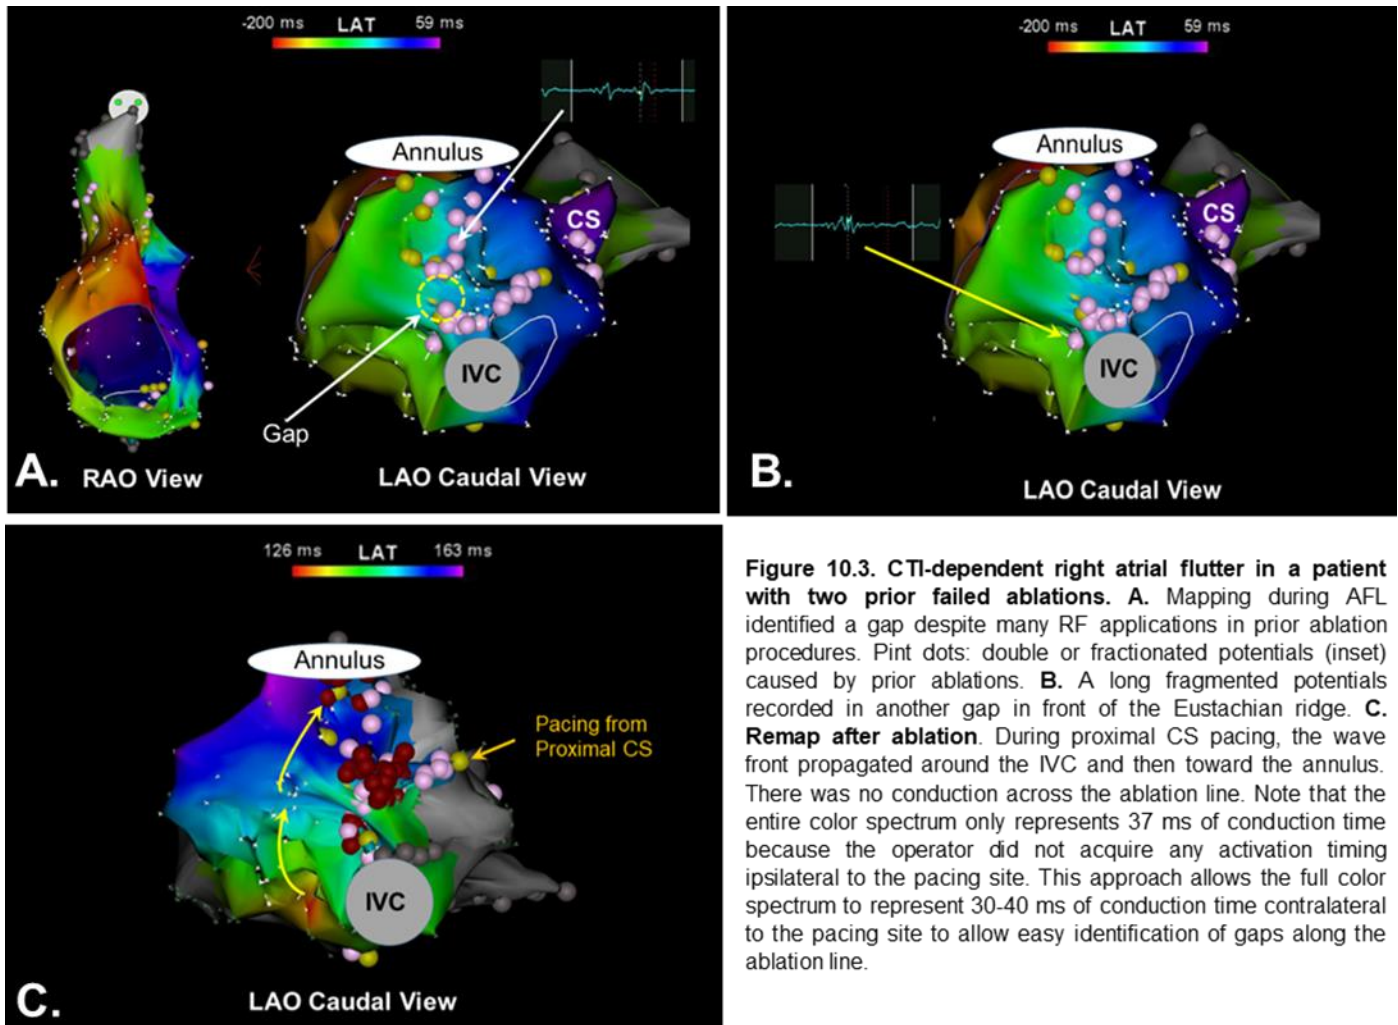 -200 ms LAT 59 ms
Annulus
CS
IVC
Gap
A.
RAO View
LAO Caudal View
-200 ms LAT 59 ms
Annulus
CS
IVC
B.
LAO Caudal View
126 ms LAT 163 ms
Annulus
Pacing from
Proximal CS
IVC
C.
LAO Caudal View
Figure 10.3. CTI-dependent right atrial flutter in a patient
with two prior failed ablations. A. Mapping during AFL
identified a gap despite many RF applications in prior ablation
procedures. Pint dots: double or fractionated potentials (inset)
caused by prior ablations. B. A long fragmented potentials
recorded in another gap in front of the Eustachian ridge. C.
Remap after ablation. During proximal CS pacing, the wave
front propagated around the IVC and then toward the annulus.
There was no conduction across the ablation line. Note that the
entire color spectrum only represents 37 ms of conduction time
because the operator did not acquire any activation timing
ipsilateral to the pacing site. This approach allows the full color
spectrum to represent 30-40 ms of conduction time contralateral
to the pacing site to allow easy identification of gaps along the
ablation line.